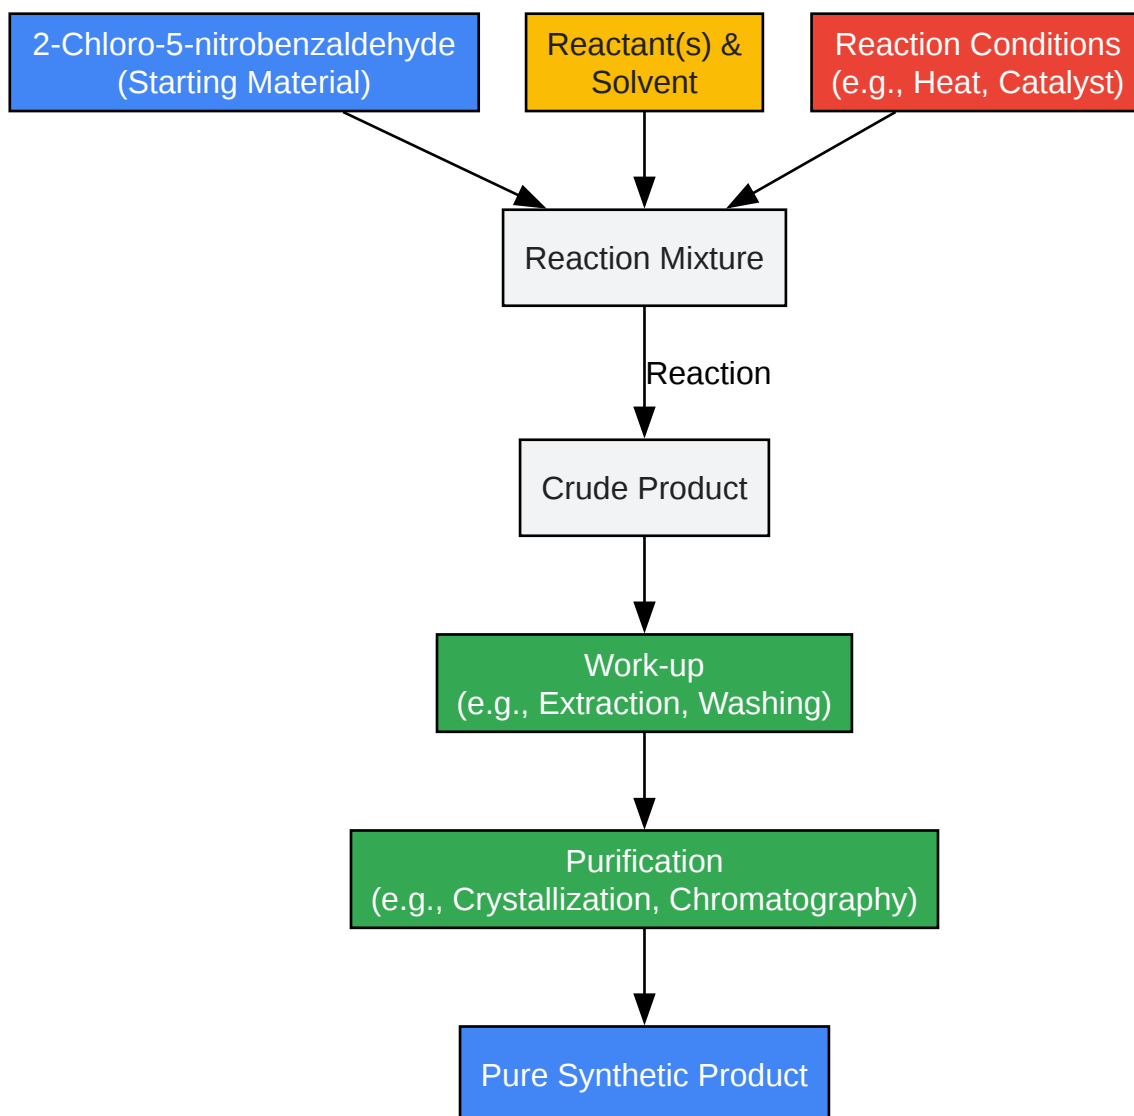 2-Chloro-5-nitrobenzaldehyde
(Starting Material)
Reactant(s) &
Solvent
Reaction Conditions
(e.g., Heat, Catalyst)
Reaction Mixture
Reaction
Crude Product
Work-up
(e.g., Extraction, Washing)
Purification
(e.g., Crystallization, Chromatography)
Pure Synthetic Product